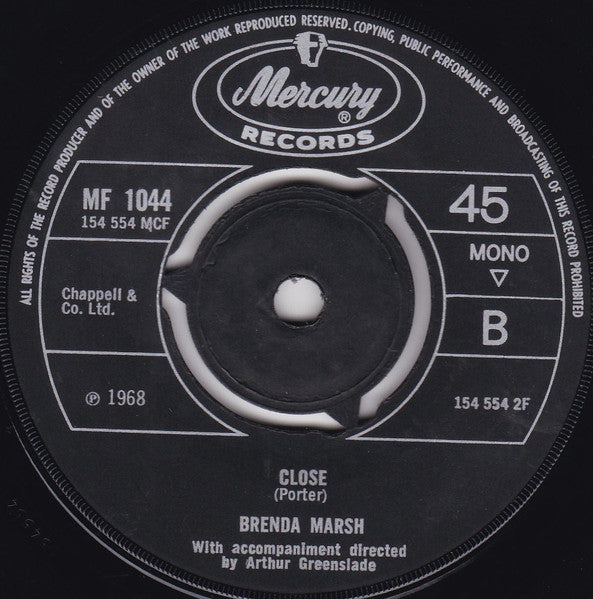 ALL RIGHTS OF THE RECORD PRODUCER AND OF THE OWNER OF THE WORK REPRODUCED RESERVED. COPYING, PUBLIC PERFORMANCE AND BROADCASTING OF THIS RECORD PROHIBITED
Mercury ®
RECORDS
MF 1044
154 554 MCF
45
MONO
Chappell &
Co. Ltd.
B
℗ 1968
154 554 2F
CLOSE
(Porter)
BRENDA MARSH
With accompaniment directed
by Arthur Greenslade